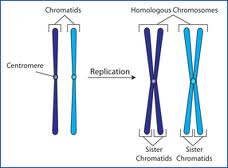 Chromatids
Homologous Chromosomes
Centromere
Replication
Sister
Chromatids
Sister
Chromatids